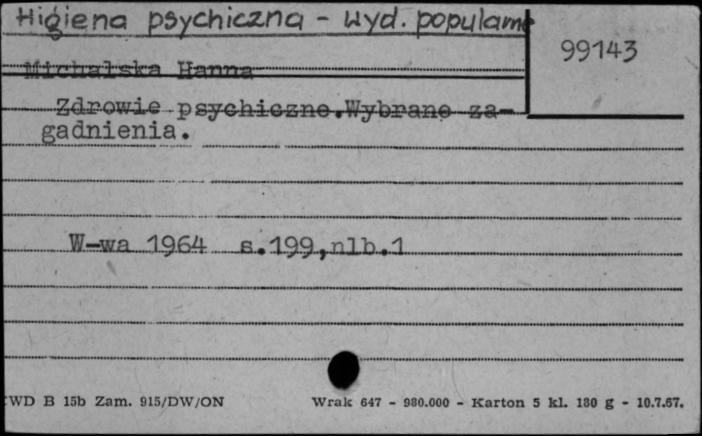 Higiena psychiczna - wyd. popularne
99143
Michalska Hanna
Zdrowie psychiczne.Wybrane za-
gadnienia.
W-wa 1964 s.199,nlb.1
WD B 15b Zam. 915/DW/ON
Wrak 647 - 980.000 - Karton 5 kl. 180 g - 10.7.67.